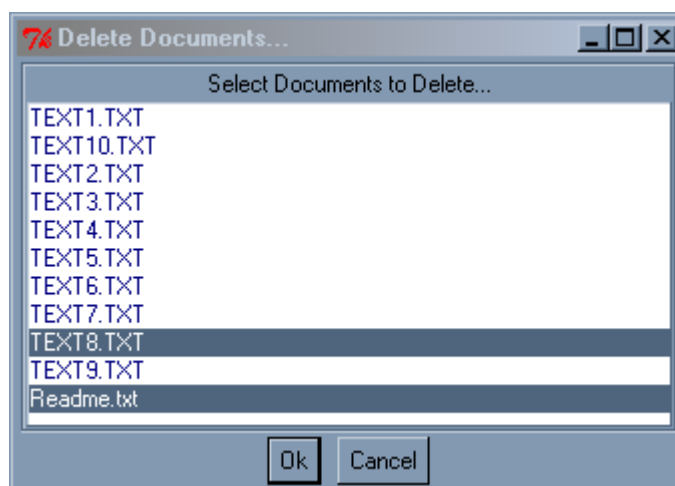 7k Delete Documents...
Select Documents to Delete...
TEXT1.TXT
TEXT10.TXT
TEXT2.TXT
TEXT3.TXT
TEXT4.TXT
TEXT5.TXT
TEXT6.TXT
TEXT7.TXT
TEXT8.TXT
TEXT9.TXT
Readme.txt
Ok Cancel